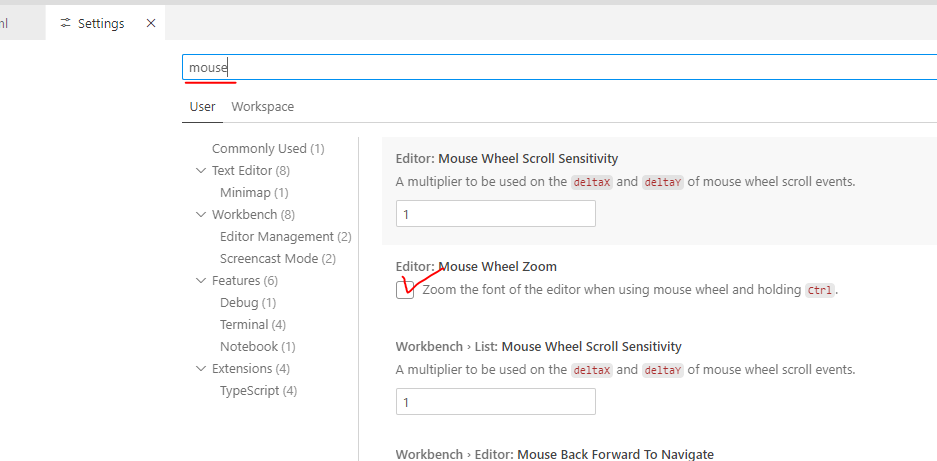 nl
Settings
mouse
User Workspace
Commonly Used (1)
Text Editor (8)
Minimap (1)
Workbench (8)
Editor Management (2)
Screencast Mode (2)
Features (6)
Debug (1)
Terminal (4)
Notebook (1)
Extensions (4)
TypeScript (4)
Editor: Mouse Wheel Scroll Sensitivity
A multiplier to be used on the deltaX and deltaY of mouse wheel scroll events.
1
Editor: Mouse Wheel Zoom
Zoom the font of the editor when using mouse wheel and holding Ctrl.
Workbench › List: Mouse Wheel Scroll Sensitivity
A multiplier to be used on the deltaX and deltaY of mouse wheel scroll events.
1
Workbench › Editor: Mouse Back Forward To Navigate